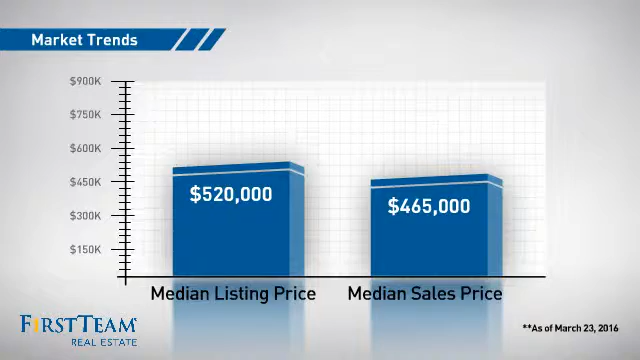 Market Trends
$900K
$750K
$600K
$450K
$300K
$150K
$520,000
$465,000
Median Listing Price
Median Sales Price
FIRSTTEAM®
REAL ESTATE
**As of March 23, 2016